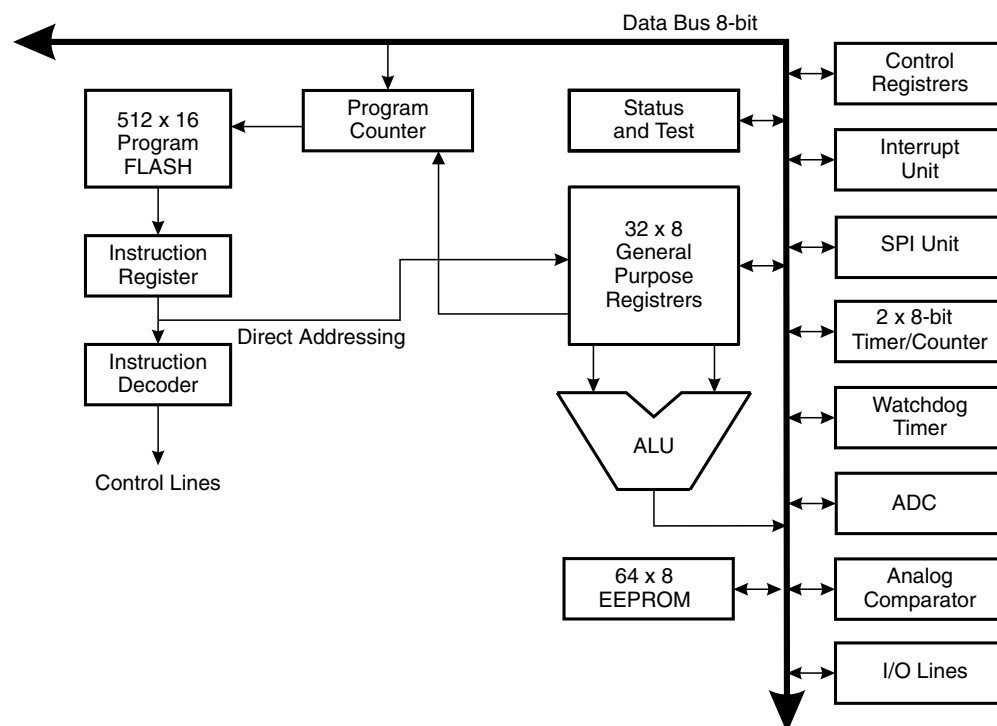 Data Bus 8-bit
512 x 16
Program
FLASH
Program
Counter
Status
and Test
Control
Registrers
Interrupt
Unit
32 x 8
General
Purpose
Registrers
SPI Unit
Instruction
Register
Direct Addressing
2 x 8-bit
Timer/Counter
Instruction
Decoder
Watchdog
Timer
ALU
Control Lines
ADC
64 x 8
EEPROM
Analog
Comparator
I/O Lines